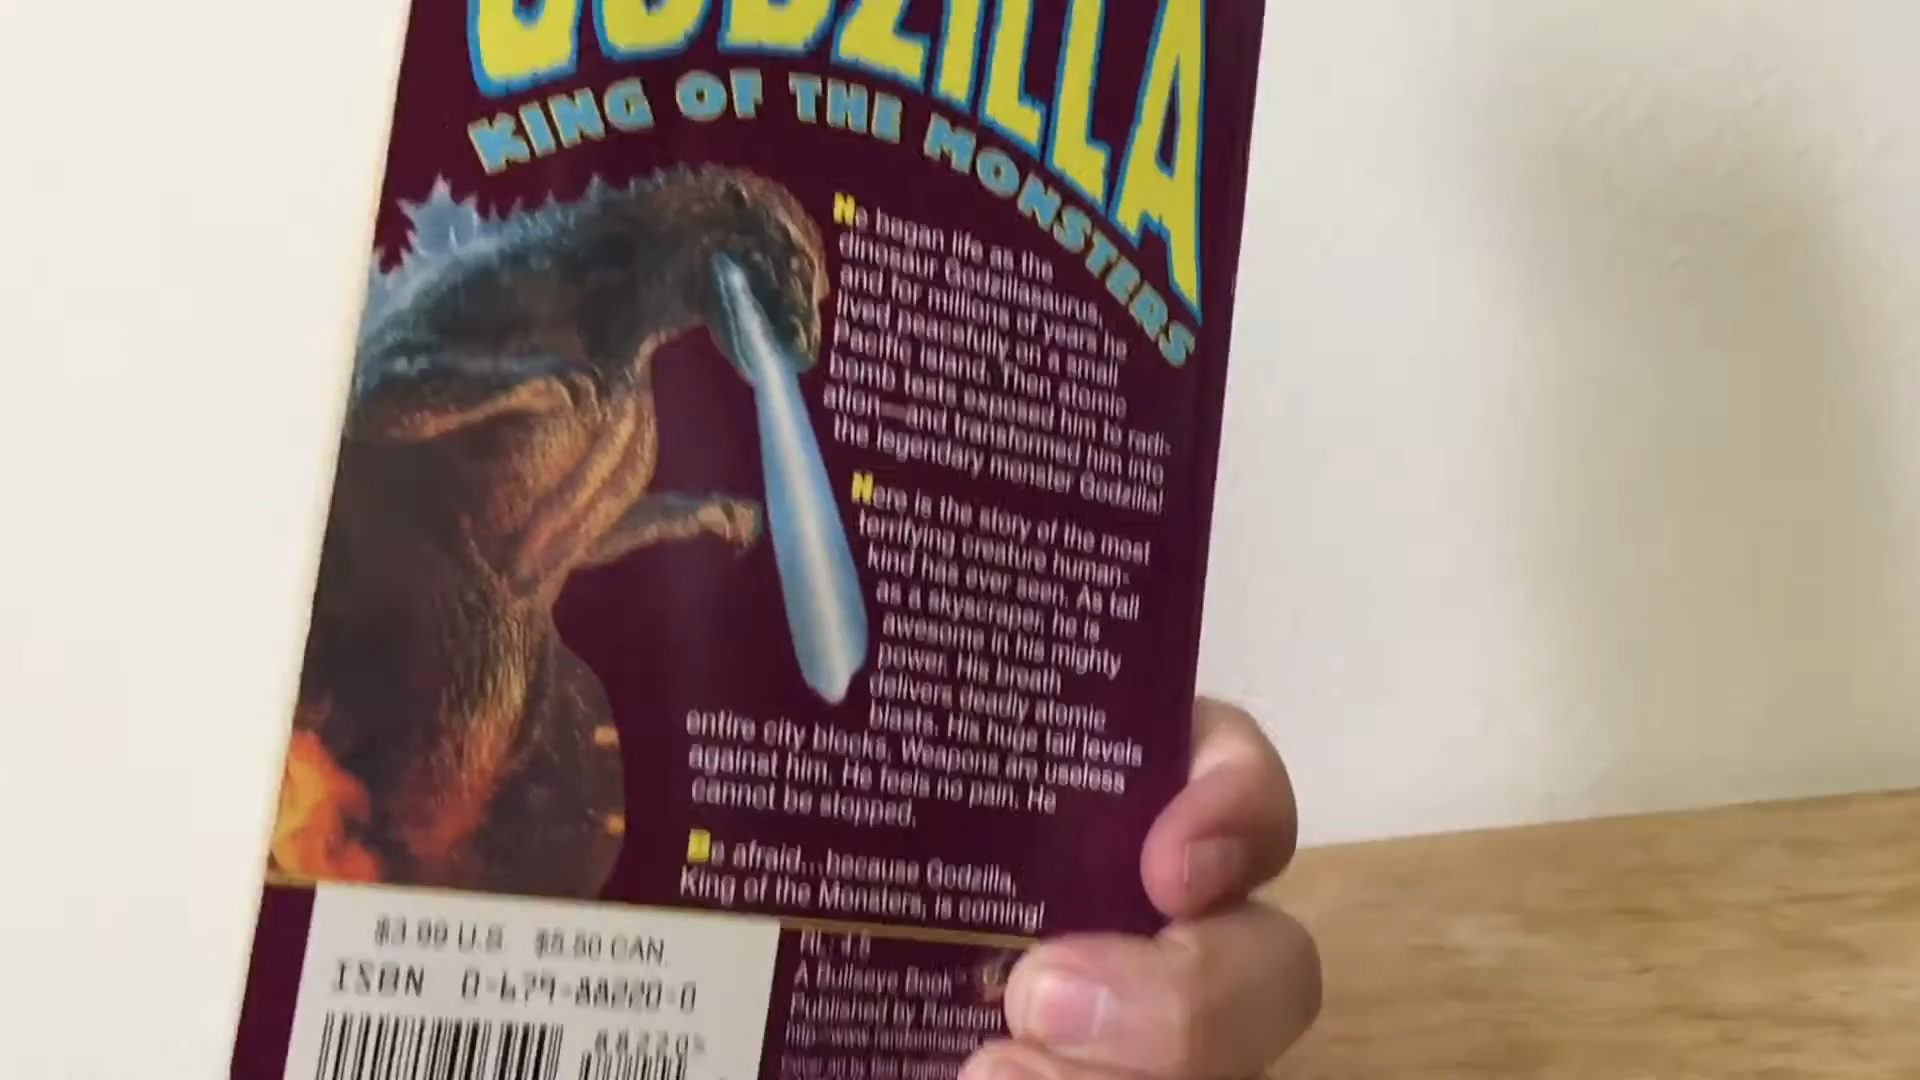 GODZILLA
KING OF THE MONSTERS
He began life as the
dinosaur Godzillasaurus,
and for millions of years he
lived peacefully on a small
Pacific island. Then atomic
bomb tests exposed him to radi-
ation—and transformed him into
the legendary monster Godzilla!
Here is the story of the most
terrifying creature human-
kind has ever seen. As tall
as a skyscraper, he is
awesome in his mighty
power. His breath
delivers deadly atomic
blasts. His huge tail levels
entire city blocks. Weapons are useless
against him. He feels no pain. He
cannot be stopped.
Be afraid...because Godzilla,
King of the Monsters, is coming!
$3.99 U.S. $5.50 CAN.
ISBN 0-679-88220-0
88220>
RL:
A Bullseye Book
Published by Random